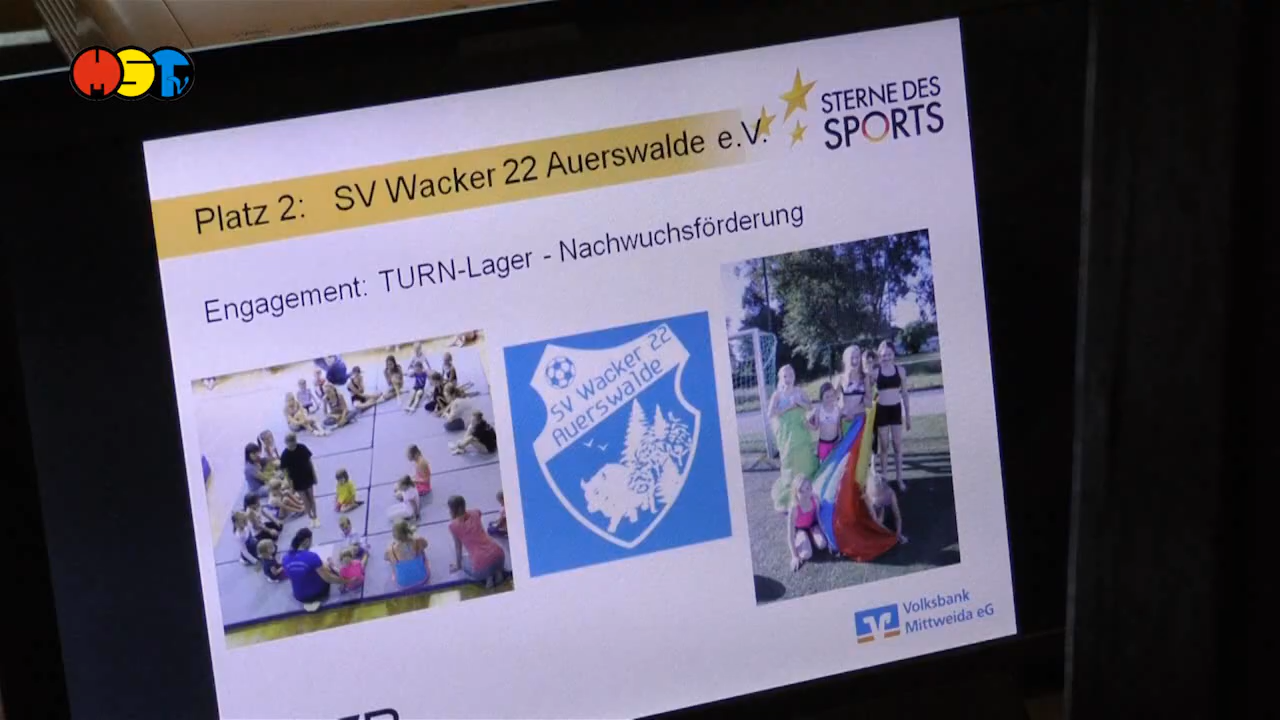 MSTV
STERNE DES
SPORTS
Platz 2: SV Wacker 22 Auerswalde e.V.
Engagement: TURN-Lager - Nachwuchsförderung
SV Wacker 22
Auerswalde
Volksbank
Mittweida eG